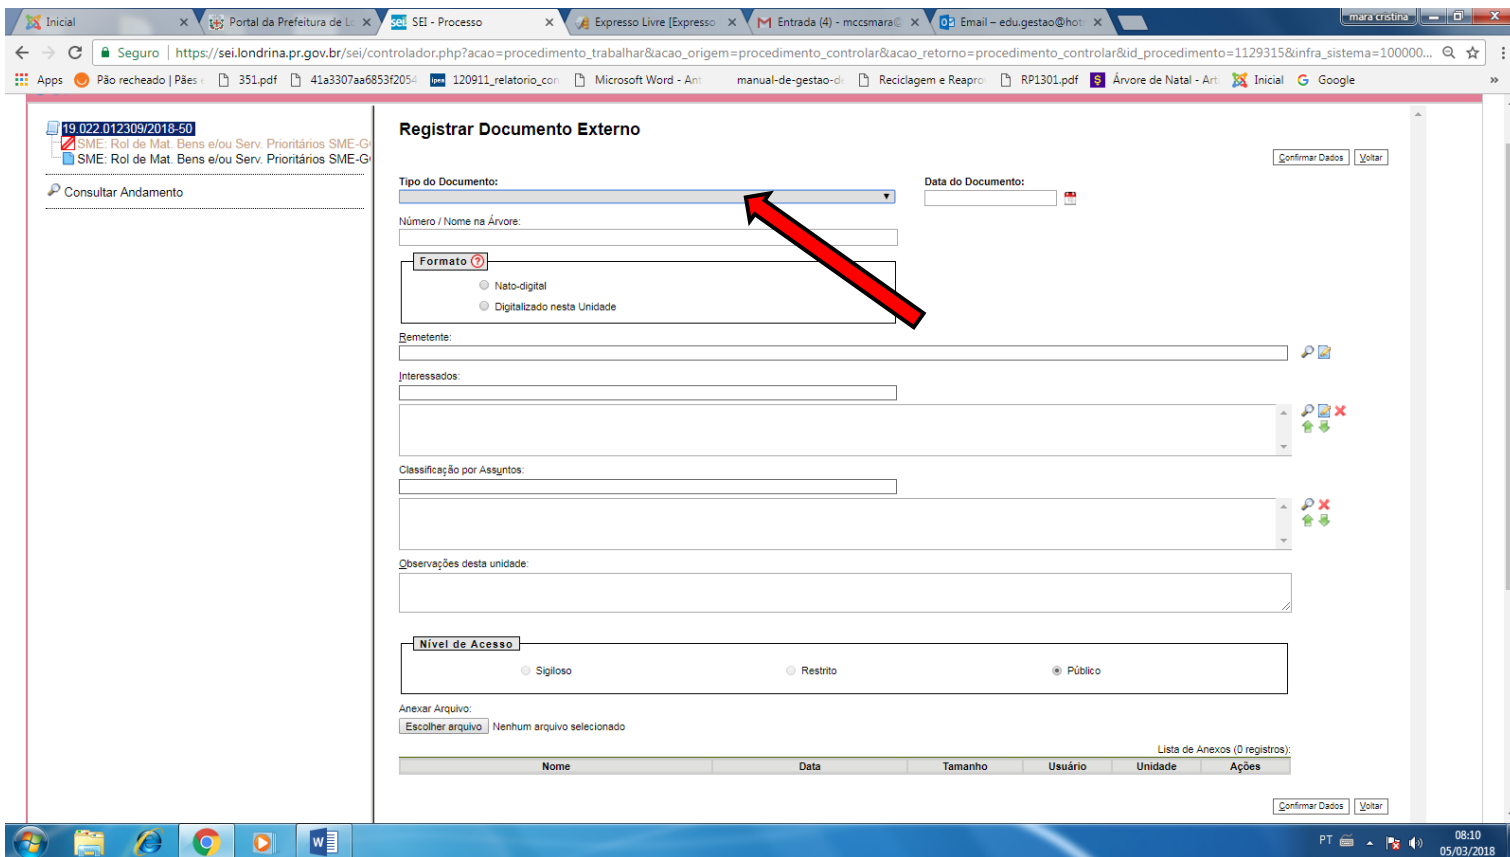 mara cristina
Inicial
Portal da Prefeitura de Lo
SEI - Processo
Expresso Livre [Expresso
Entrada (4) - mccsmara@
Email – edu.gestao@hot
Seguro | https://sei.londrina.pr.gov.br/sei/controlador.php?acao=procedimento_trabalhar&acao_origem=procedimento_controlar&acao_retorno=procedimento_controlar&id_procedimento=1129315&infra_sistema=100000...
Apps Pão recheado | Pães e 351.pdf 41a3307aa6853f2054 120911_relatorio_con Microsoft Word - Ant manual-de-gestao-d Reciclagem e Reapro RP1301.pdf Árvore de Natal - Art Inicial Google »
19.022.012309/2018-50
SME: Rol de Mat. Bens e/ou Serv. Prioritários SME-G
SME: Rol de Mat. Bens e/ou Serv. Prioritários SME-G
Consultar Andamento
Registrar Documento Externo
Confirmar Dados Voltar
Tipo do Documento: Data do Documento:
Número / Nome na Árvore:
Formato ?
Nato-digital
Digitalizado nesta Unidade
Remetente:
Interessados:
Classificação por Assuntos:
Observações desta unidade:
Nível de Acesso
Sigiloso Restrito Público
Anexar Arquivo:
Escolher arquivo Nenhum arquivo selecionado
Lista de Anexos (0 registros):
Nome Data Tamanho Usuário Unidade Ações
Confirmar Dados Voltar
PT 08:10
05/03/2018